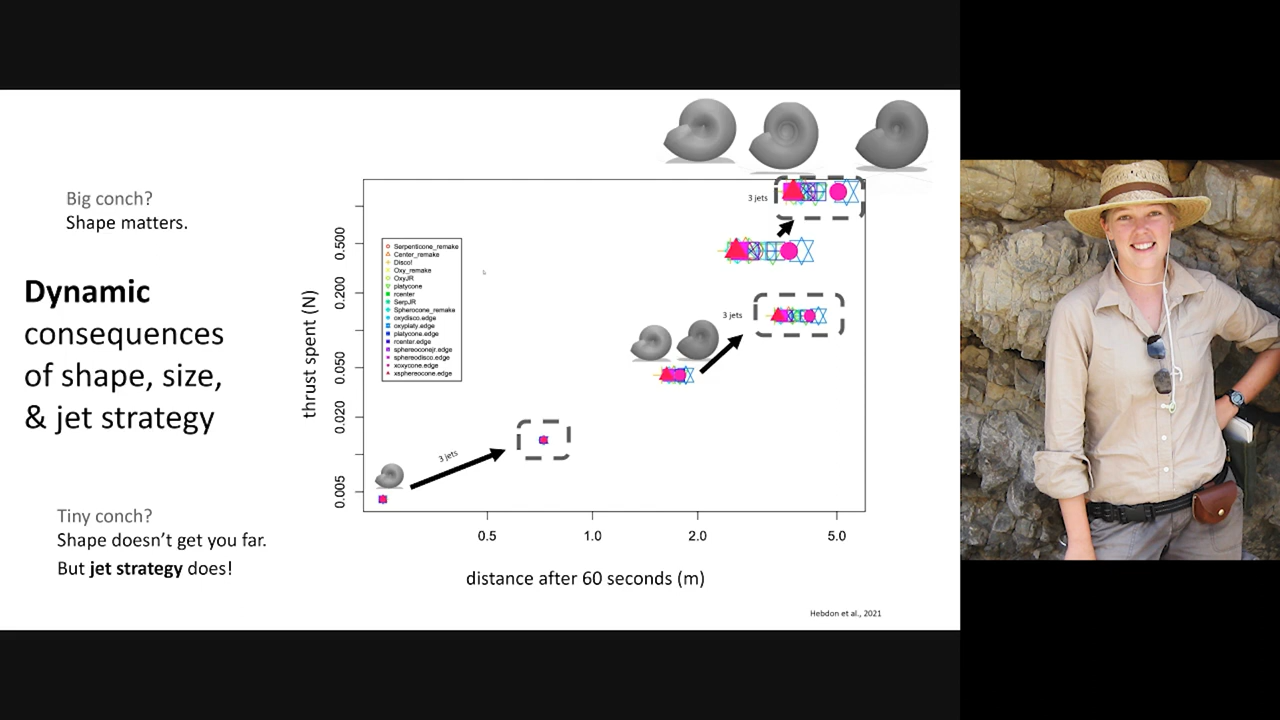 Big conch?
Shape matters.
Dynamic
consequences
of shape, size,
& jet strategy
Tiny conch?
Shape doesn't get you far.
But jet strategy does!
thrust spent (N)
0.500
0.200
0.050
0.020
0.005
Serpenticone_remake
Center_remake
Disco!
Oxy_remake
OxyJR
platycone
rcenter
SerpJR
Spherocone_remake
oxydisco.edge
oxyplaty.edge
platycone.edge
rcenter.edge
sphereoconejr.edge
sphereodisco.edge
xoxycone.edge
xsphereocone.edge
3 jets
3 jets
3 jets
0.5 1.0 2.0 5.0
distance after 60 seconds (m)
Hebdon et al., 2021